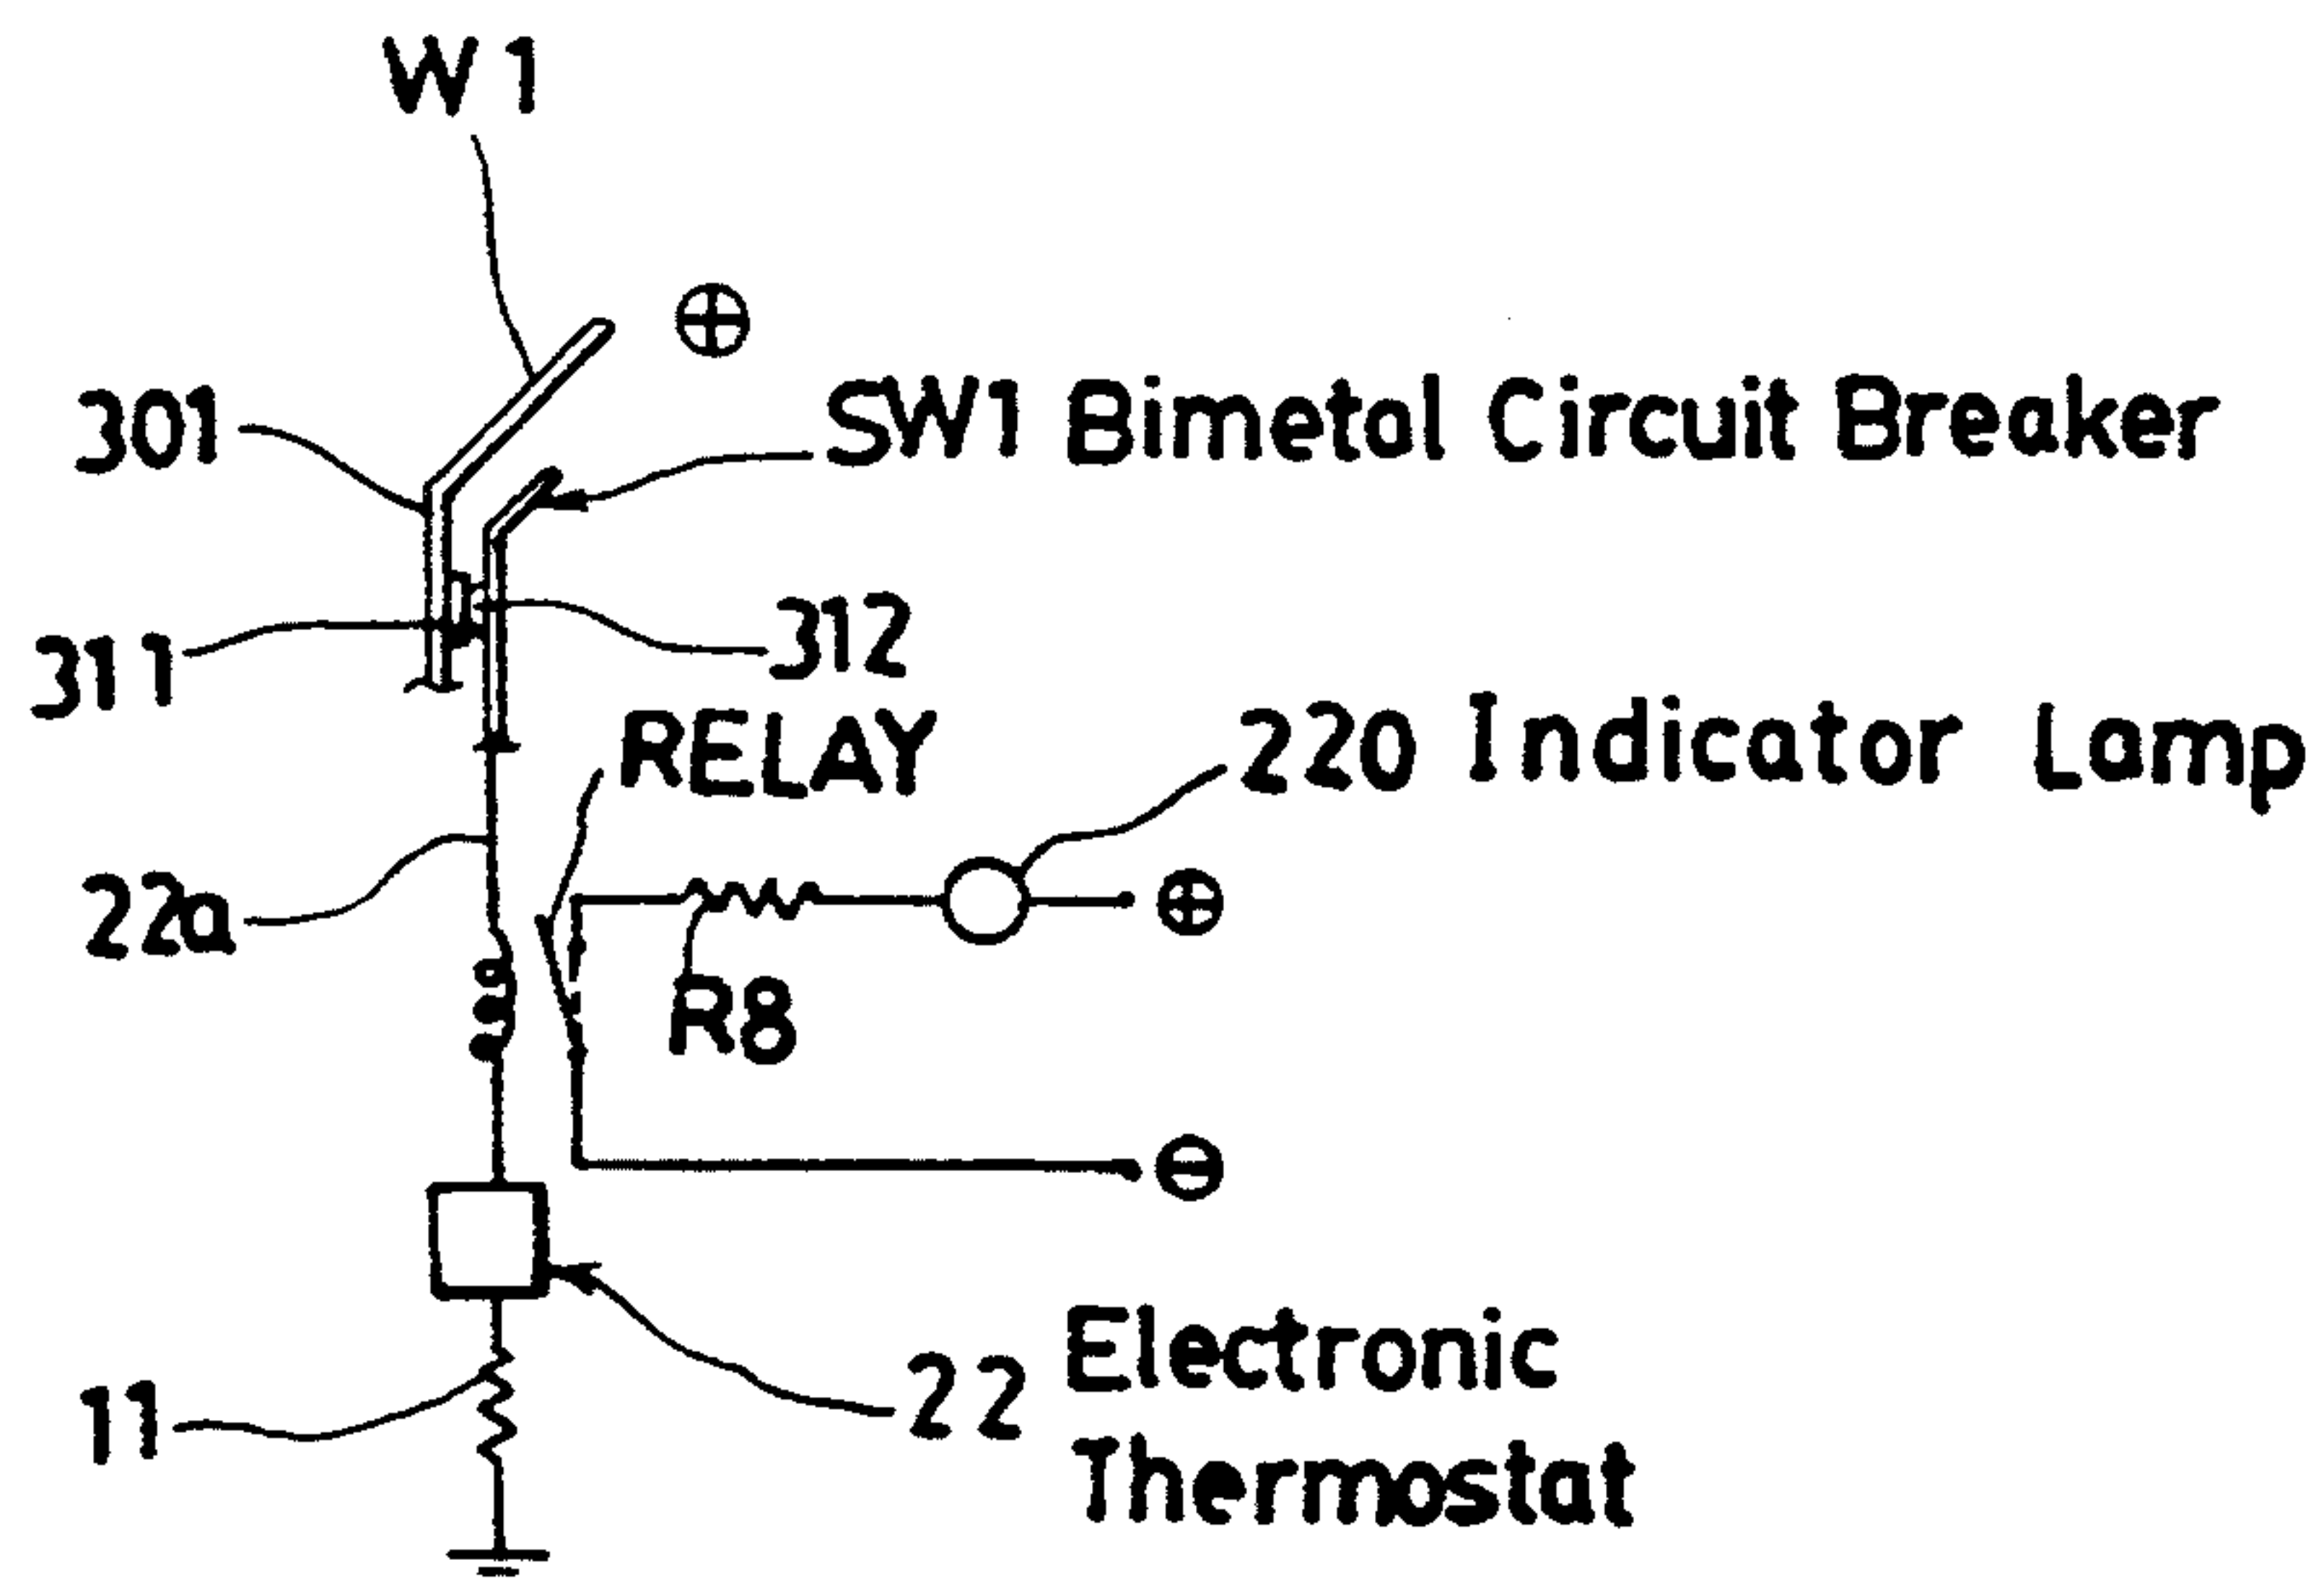 W1
⊕
301
SW1 Bimetal Circuit Breaker
311
312
RELAY
220 Indicator Lamp
22a
⊕
R8
⊖
22 Electronic
Thermostat
11